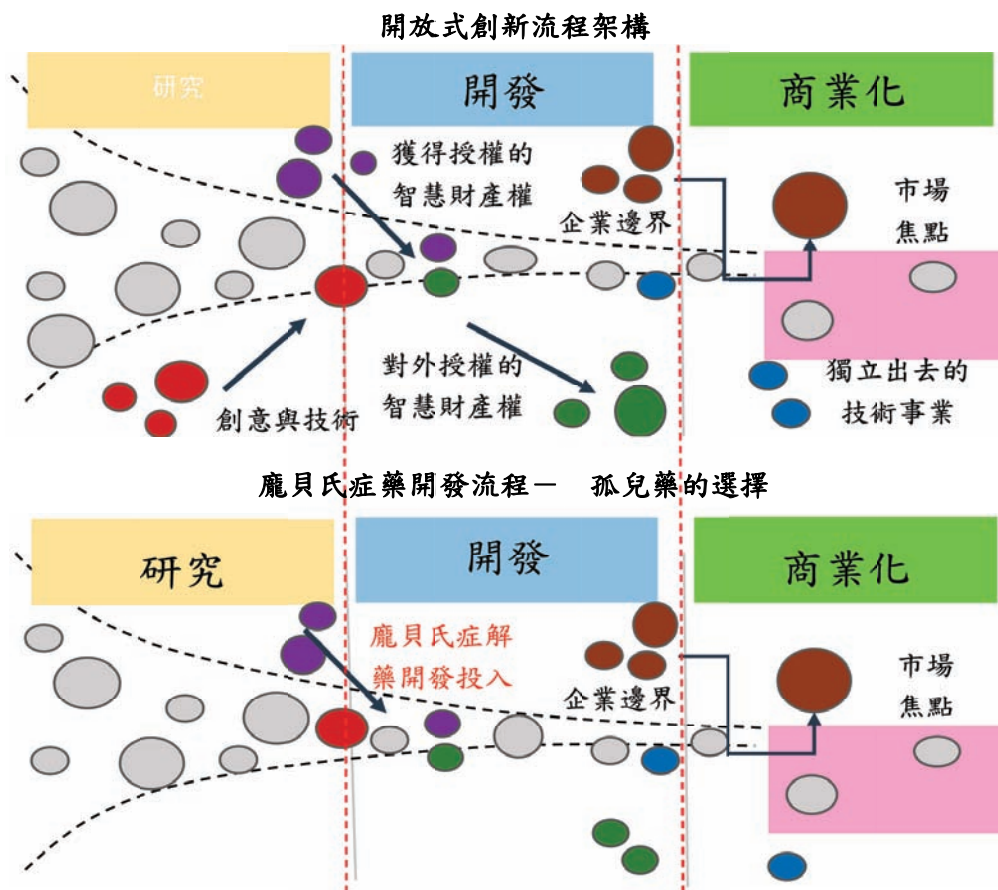 開放式創新流程架構
研究
開發
商業化
獲得授權的
智慧財產權
企業邊界
市場
焦點
創意與技術
對外授權的
智慧財產權
獨立出去的
技術事業
龐貝氏症藥開發流程－ 孤兒藥的選擇
研究
開發
商業化
龐貝氏症解
藥開發投入
企業邊界
市場
焦點